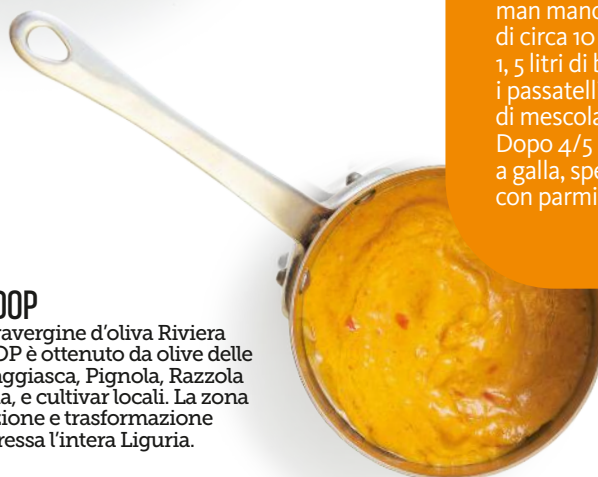 man
di circa 10
1, 5 litri di b
i passatell
di mescola
Dopo 4/5
a galla, spe
con parmi
DOP
ravergine d’oliva Riviera
OP è ottenuto da olive delle
aggiasca, Pignola, Razzola
a, e cultivar locali. La zona
zione e trasformazione
ressa l’intera Liguria.